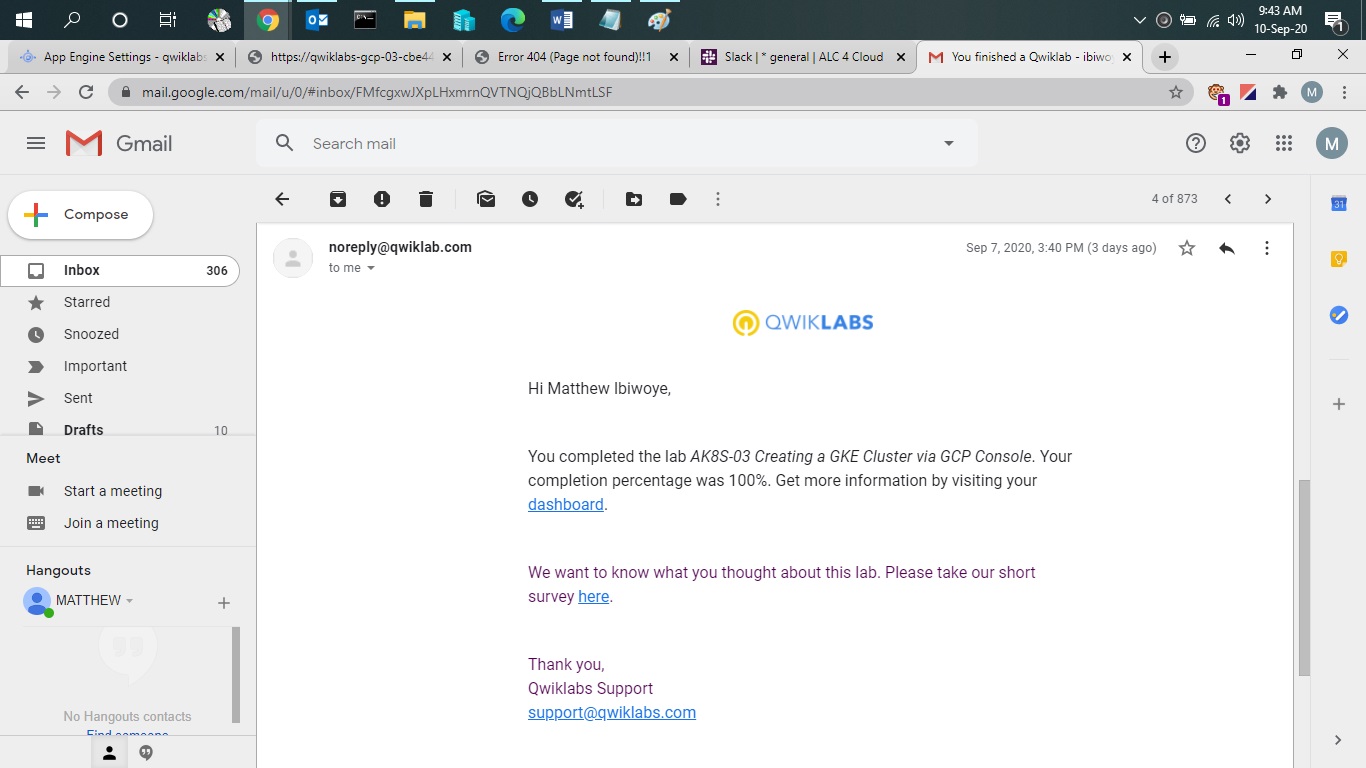 9:43 AM
10-Sep-20
1
App Engine Settings - qwiklabs
https://qwiklabs-gcp-03-cbe44
Error 404 (Page not found)!!1
Slack | * general | ALC 4 Cloud
You finished a Qwiklab - ibiwo
mail.google.com/mail/u/0/#inbox/FMfcgxwJXpLHxmrnQVTNQjQBbLNmtLSF
1
M
Gmail
Search mail
M
Compose
4 of 873
31
Inbox 306
Starred
Snoozed
Important
Sent
Drafts 10
Meet
Start a meeting
Join a meeting
Hangouts
MATTHEW
No Hangouts contacts
Find someone
noreply@qwiklab.com
to me
Sep 7, 2020, 3:40 PM (3 days ago)
QWIKLABS
Hi Matthew Ibiwoye,
You completed the lab AK8S-03 Creating a GKE Cluster via GCP Console. Your
completion percentage was 100%. Get more information by visiting your
dashboard.
We want to know what you thought about this lab. Please take our short
survey here.
Thank you,
Qwiklabs Support
support@qwiklabs.com